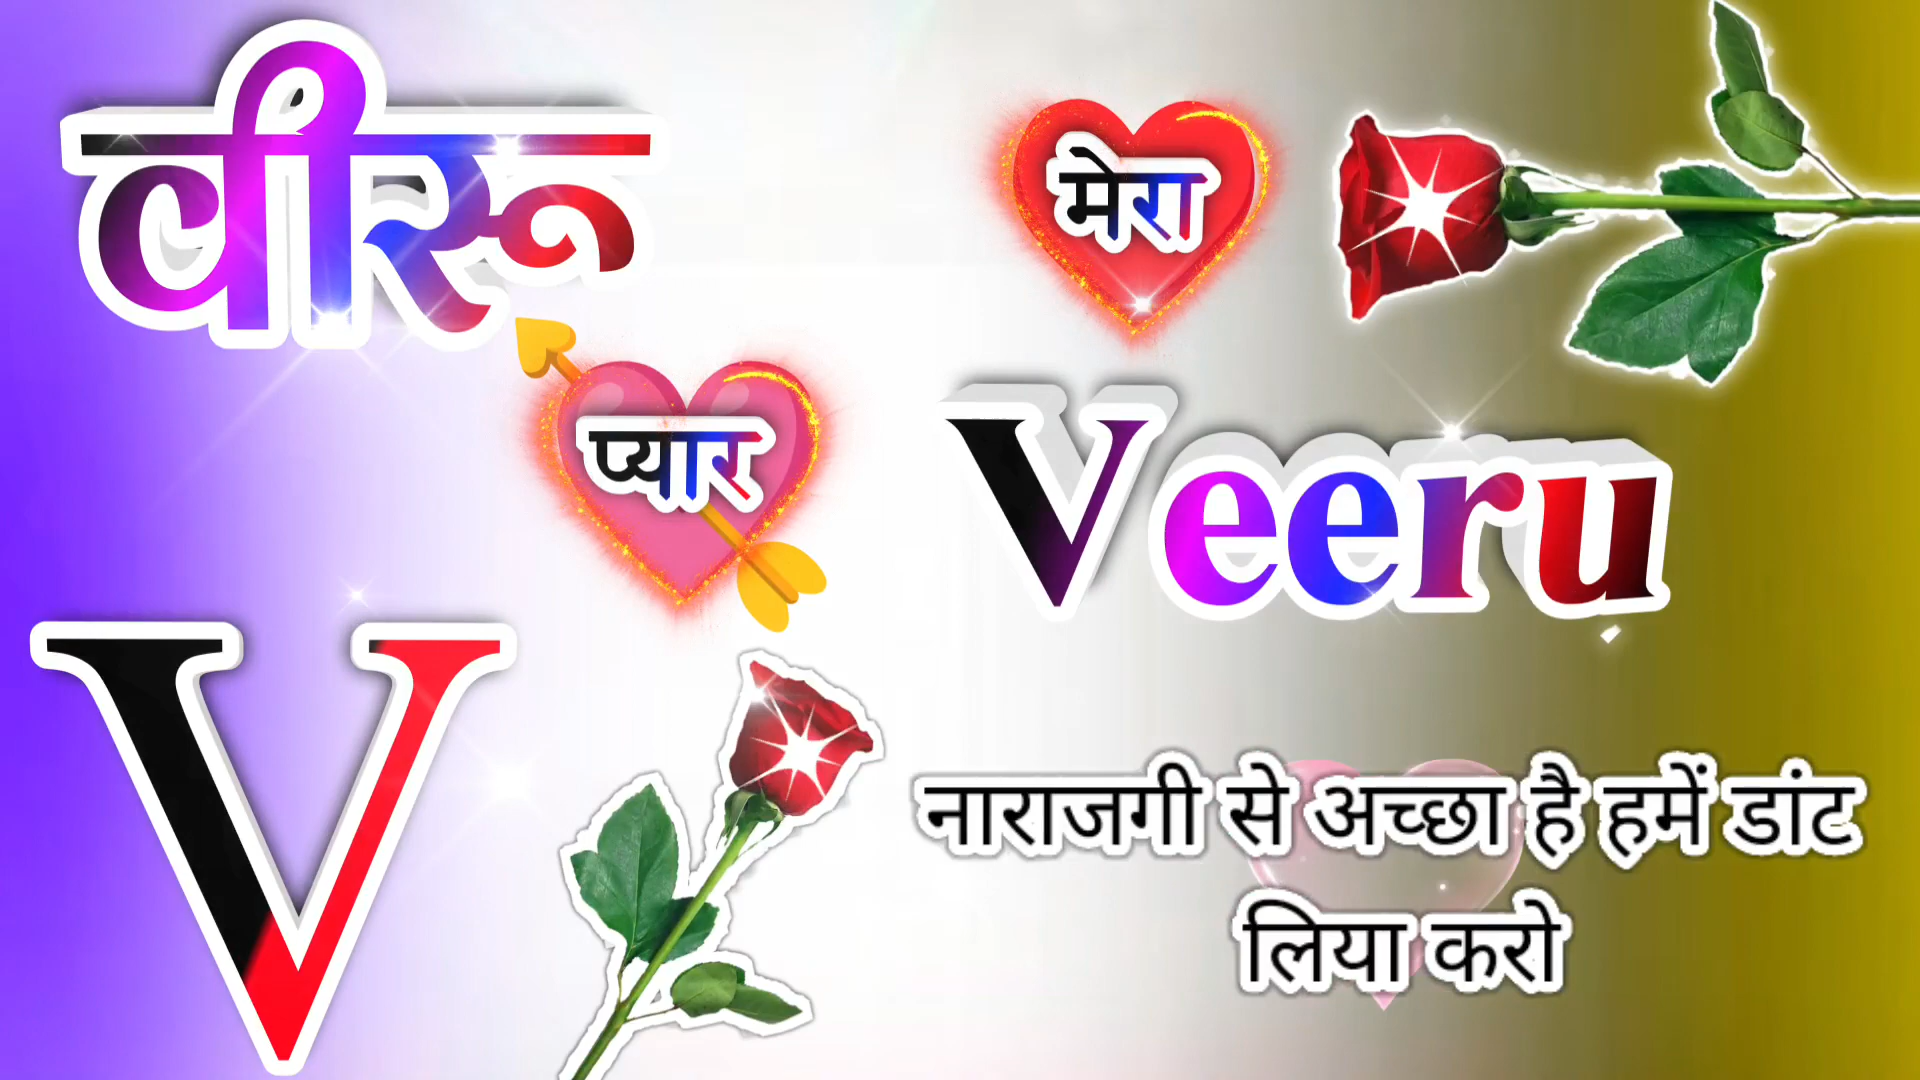 वीरू
मेरा
प्यार
Veeru
V
नाराजगी से अच्छा है हमें डांट
लिया करो